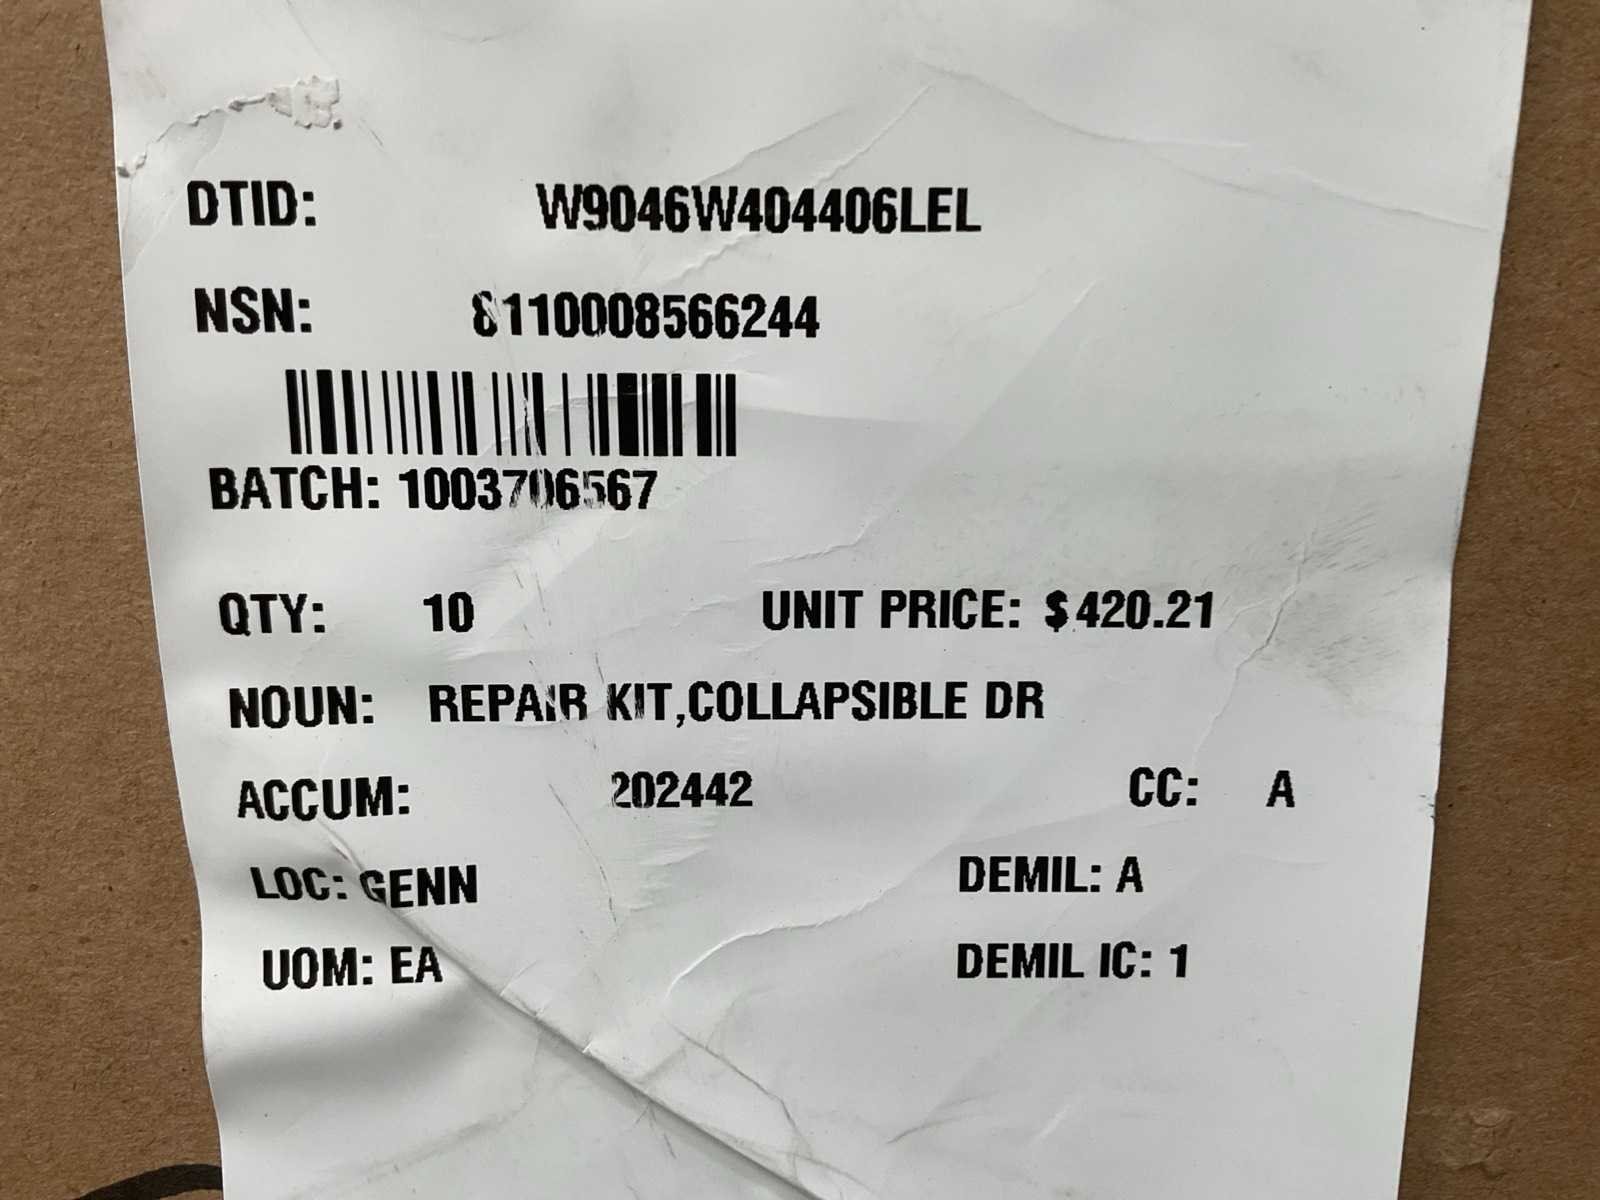 DTID: W9046W404406LEL
NSN: 8110008566244
BATCH: 1003706567
QTY: 10 UNIT PRICE: $420.21
NOUN: REPAIR KIT,COLLAPSIBLE DR
ACCUM: 202442 CC: A
LOC: GENN DEMIL: A
UOM: EA DEMIL IC: 1